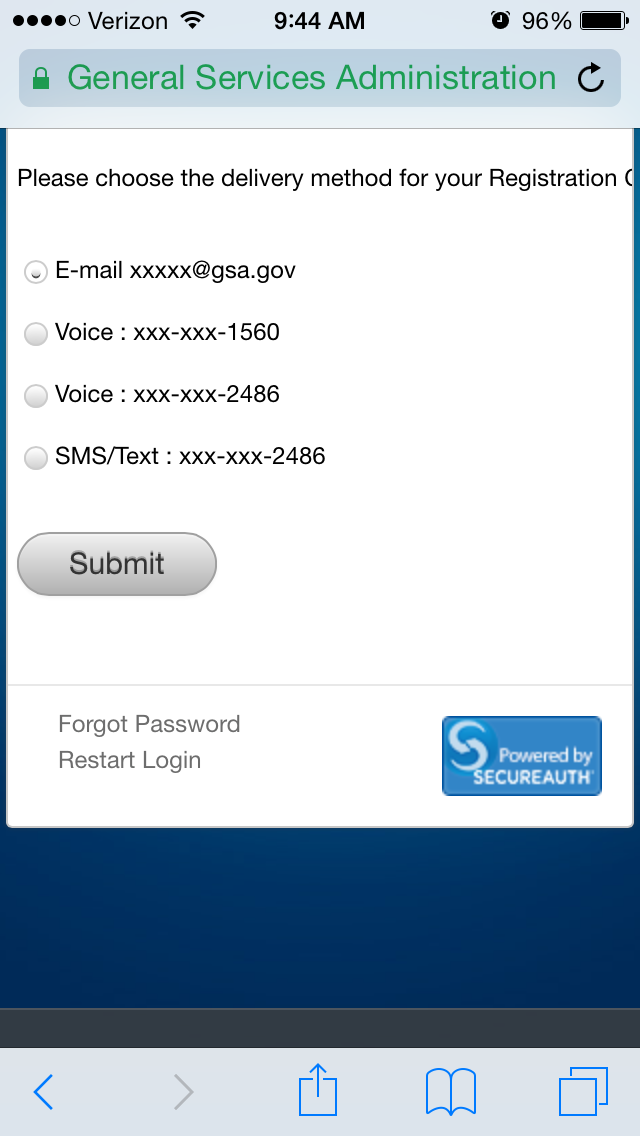 Verizon 9:44 AM 96%
General Services Administration
Please choose the delivery method for your Registration
E-mail xxxxx@gsa.gov
Voice : xxx-xxx-1560
Voice : xxx-xxx-2486
SMS/Text : xxx-xxx-2486
Submit
Forgot Password
Restart Login
Powered by
SECUREAUTH